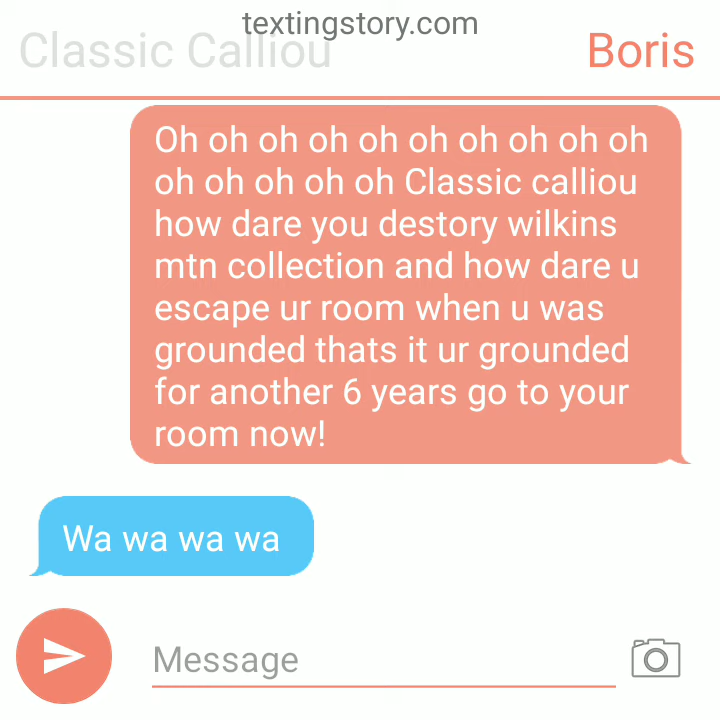 textingstory.com
Classic Calliou
Boris
Oh oh oh oh oh oh oh oh oh oh
oh oh oh oh oh Classic calliou
how dare you destory wilkins
mtn collection and how dare u
escape ur room when u was
grounded thats it ur grounded
for another 6 years go to your
room now!
Wa wa wa wa
Message